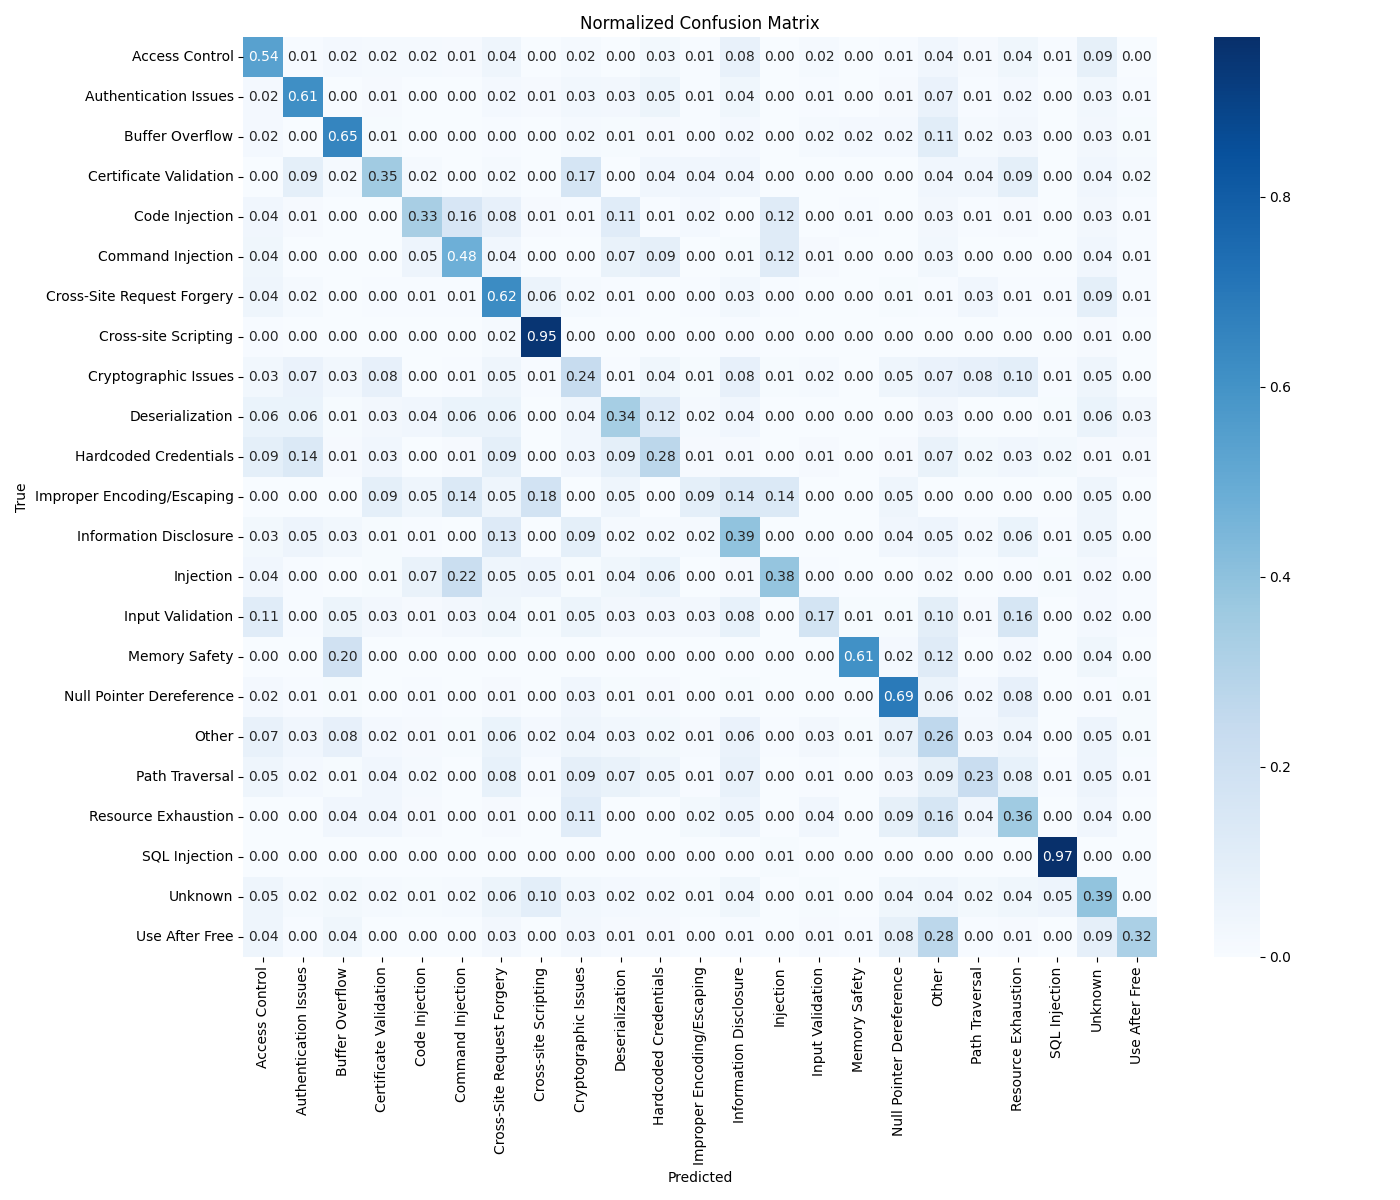 Normalized Confusion Matrix
True
Access Control 0.54 0.01 0.02 0.02 0.02 0.01 0.04 0.00 0.02 0.00 0.03 0.01 0.08 0.00 0.02 0.00 0.01 0.04 0.01 0.04 0.01 0.09 0.00
Authentication Issues 0.02 0.61 0.00 0.01 0.00 0.00 0.02 0.01 0.03 0.03 0.05 0.01 0.04 0.00 0.01 0.00 0.01 0.07 0.01 0.02 0.00 0.03 0.01
Buffer Overflow 0.02 0.00 0.65 0.01 0.00 0.00 0.00 0.00 0.02 0.01 0.01 0.00 0.02 0.00 0.02 0.02 0.02 0.11 0.02 0.03 0.00 0.03 0.01
Certificate Validation 0.00 0.09 0.02 0.35 0.02 0.00 0.02 0.00 0.17 0.00 0.04 0.04 0.04 0.00 0.00 0.00 0.00 0.04 0.04 0.09 0.00 0.04 0.02
Code Injection 0.04 0.01 0.00 0.00 0.33 0.16 0.08 0.01 0.01 0.11 0.01 0.02 0.00 0.12 0.00 0.01 0.00 0.03 0.01 0.01 0.00 0.03 0.01
Command Injection 0.04 0.00 0.00 0.00 0.05 0.48 0.04 0.00 0.00 0.07 0.09 0.00 0.01 0.12 0.01 0.00 0.00 0.03 0.00 0.00 0.00 0.04 0.01
Cross-Site Request Forgery 0.04 0.02 0.00 0.00 0.01 0.01 0.62 0.06 0.02 0.01 0.00 0.00 0.03 0.00 0.00 0.00 0.01 0.01 0.03 0.01 0.01 0.09 0.01
Cross-site Scripting 0.00 0.00 0.00 0.00 0.00 0.00 0.02 0.95 0.00 0.00 0.00 0.00 0.00 0.00 0.00 0.00 0.00 0.00 0.00 0.00 0.00 0.01 0.00
Cryptographic Issues 0.03 0.07 0.03 0.08 0.00 0.01 0.05 0.01 0.24 0.01 0.04 0.01 0.08 0.01 0.02 0.00 0.05 0.07 0.08 0.10 0.01 0.05 0.00
Deserialization 0.06 0.06 0.01 0.03 0.04 0.06 0.06 0.00 0.04 0.34 0.12 0.02 0.04 0.00 0.00 0.00 0.00 0.03 0.00 0.00 0.01 0.06 0.03
Hardcoded Credentials 0.09 0.14 0.01 0.03 0.00 0.01 0.09 0.00 0.03 0.09 0.28 0.01 0.01 0.00 0.01 0.00 0.01 0.07 0.02 0.03 0.02 0.01 0.01
Improper Encoding/Escaping 0.00 0.00 0.00 0.09 0.05 0.14 0.05 0.18 0.00 0.05 0.00 0.09 0.14 0.14 0.00 0.00 0.05 0.00 0.00 0.00 0.00 0.05 0.00
Information Disclosure 0.03 0.05 0.03 0.01 0.01 0.00 0.13 0.00 0.09 0.02 0.02 0.02 0.39 0.00 0.00 0.00 0.04 0.05 0.02 0.06 0.01 0.05 0.00
Injection 0.04 0.00 0.00 0.01 0.07 0.22 0.05 0.05 0.01 0.04 0.06 0.00 0.01 0.38 0.00 0.00 0.00 0.02 0.00 0.00 0.01 0.02 0.00
Input Validation 0.11 0.00 0.05 0.03 0.01 0.03 0.04 0.01 0.05 0.03 0.03 0.03 0.08 0.00 0.17 0.01 0.01 0.10 0.01 0.16 0.00 0.02 0.00
Memory Safety 0.00 0.00 0.20 0.00 0.00 0.00 0.00 0.00 0.00 0.00 0.00 0.00 0.00 0.00 0.00 0.61 0.02 0.12 0.00 0.02 0.00 0.04 0.00
Null Pointer Dereference 0.02 0.01 0.01 0.00 0.01 0.00 0.01 0.00 0.03 0.01 0.01 0.00 0.01 0.00 0.00 0.00 0.69 0.06 0.02 0.08 0.00 0.01 0.01
Other 0.07 0.03 0.08 0.02 0.01 0.01 0.06 0.02 0.04 0.03 0.02 0.01 0.06 0.00 0.03 0.01 0.07 0.26 0.03 0.04 0.00 0.05 0.01
Path Traversal 0.05 0.02 0.01 0.04 0.02 0.00 0.08 0.01 0.09 0.07 0.05 0.01 0.07 0.00 0.01 0.00 0.03 0.09 0.23 0.08 0.01 0.05 0.01
Resource Exhaustion 0.00 0.00 0.04 0.04 0.01 0.00 0.01 0.00 0.11 0.00 0.00 0.02 0.05 0.00 0.04 0.00 0.09 0.16 0.04 0.36 0.00 0.04 0.00
SQL Injection 0.00 0.00 0.00 0.00 0.00 0.00 0.00 0.00 0.00 0.00 0.00 0.00 0.00 0.01 0.00 0.00 0.00 0.00 0.00 0.00 0.97 0.00 0.00
Unknown 0.05 0.02 0.02 0.02 0.01 0.02 0.06 0.10 0.03 0.02 0.02 0.01 0.04 0.00 0.01 0.00 0.04 0.04 0.02 0.04 0.05 0.39 0.00
Use After Free 0.04 0.00 0.04 0.00 0.00 0.00 0.03 0.00 0.03 0.01 0.01 0.00 0.01 0.00 0.01 0.01 0.08 0.28 0.00 0.01 0.00 0.09 0.32
Access Control
Authentication Issues
Buffer Overflow
Certificate Validation
Code Injection
Command Injection
Cross-Site Request Forgery
Cross-site Scripting
Cryptographic Issues
Deserialization
Hardcoded Credentials
Improper Encoding/Escaping
Information Disclosure
Injection
Input Validation
Memory Safety
Null Pointer Dereference
Other
Path Traversal
Resource Exhaustion
SQL Injection
Unknown
Use After Free
Predicted
0.8
0.6
0.4
0.2
0.0